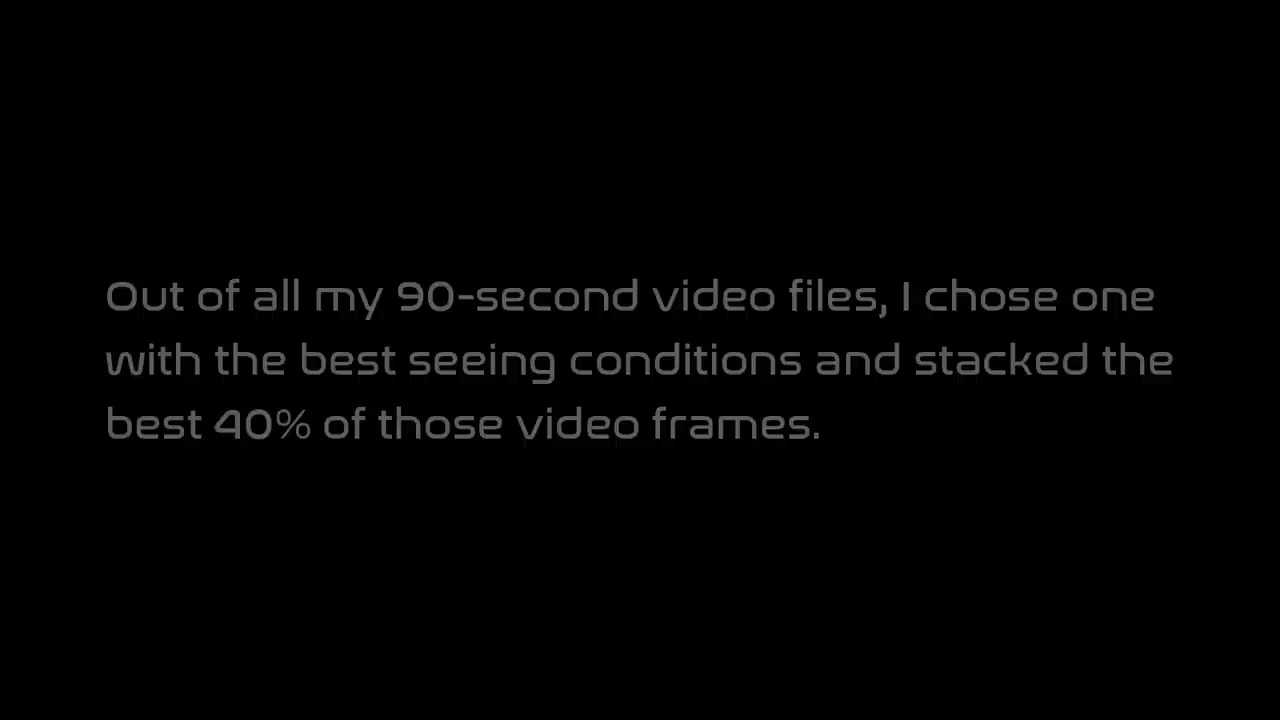 Out of all my 90-second video files, I chose one
with the best seeing conditions and stacked the
best 40% of those video frames.